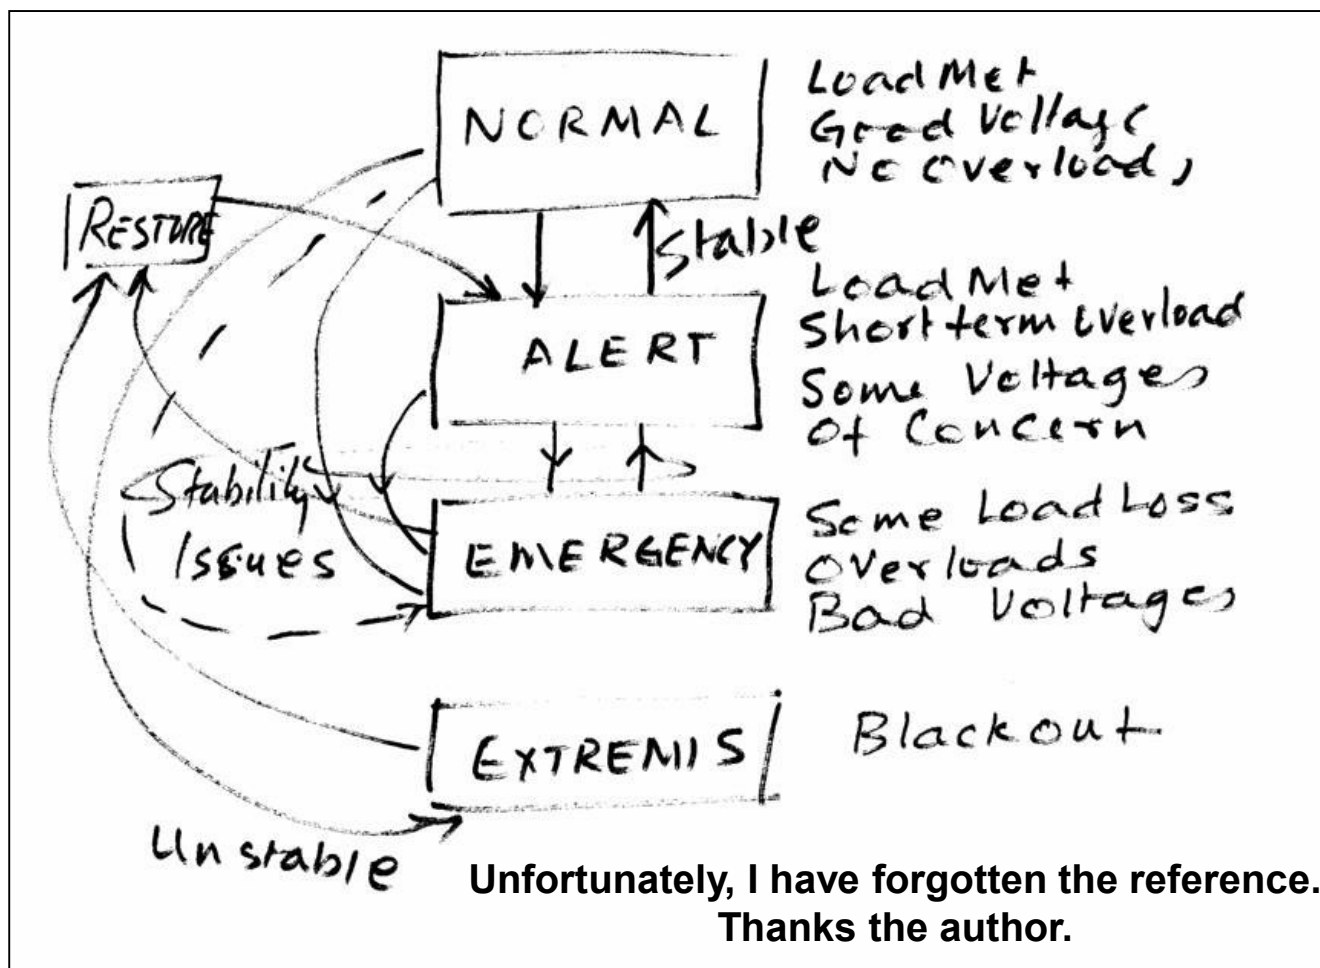 NORMAL
Load Met
Good Voltage
No Overload,
RESTORE
Stable
ALERT
Load Met
Short term Overload
Some Voltages
Of Concern
Stability
Issues
EMERGENCY
Some Load Loss
Overloads
Bad Voltages
EXTREMIS
Blackout
Unstable
Unfortunately, I have forgotten the reference.
Thanks the author.